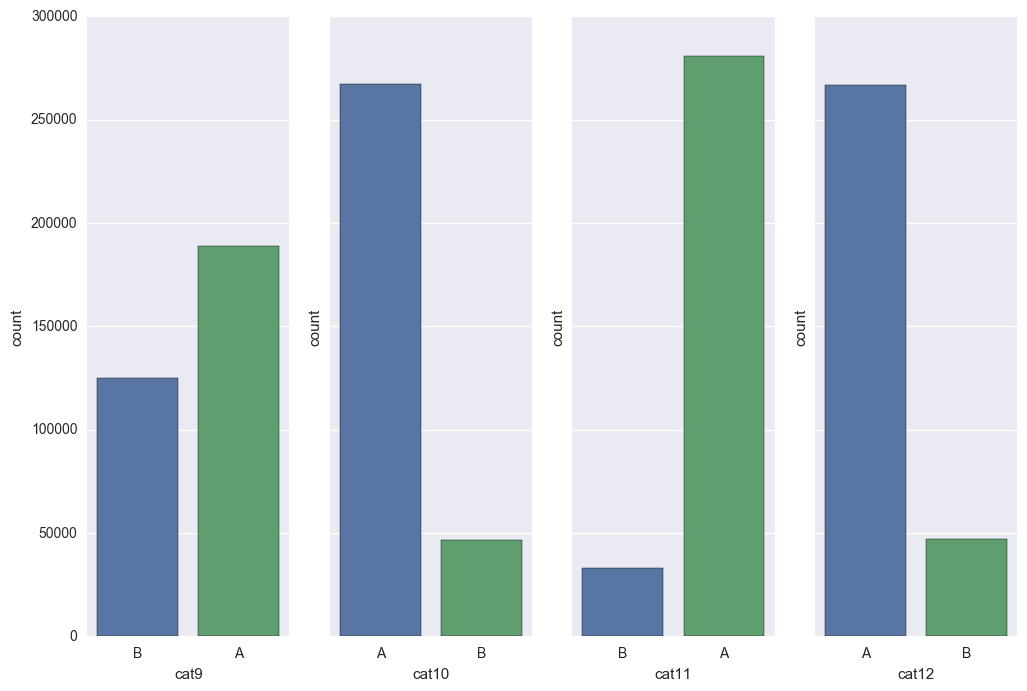 300000
250000
200000
150000
100000
50000
0
count
count
count
count
B A
A B
B A
A B
cat9
cat10
cat11
cat12